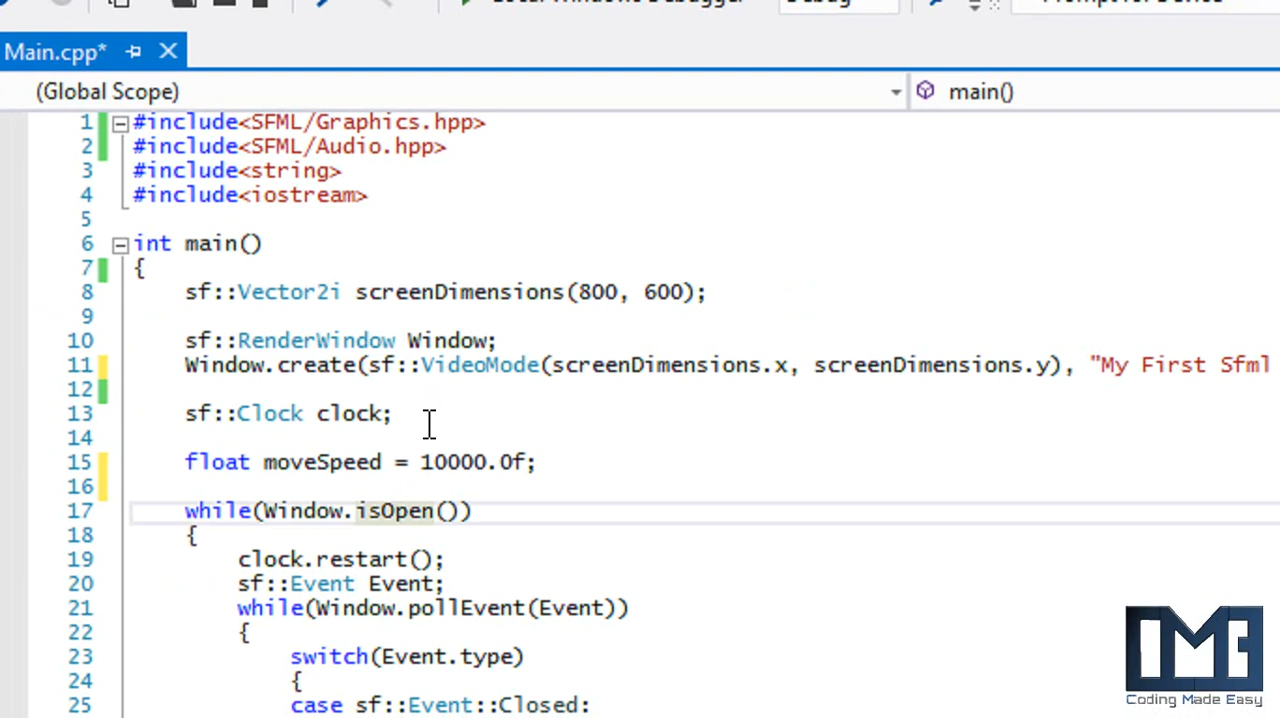 Local Windows Debugger
Debug
Main.cpp*
(Global Scope)
main()
1 #include<SFML/Graphics.hpp>
2 #include<SFML/Audio.hpp>
3 #include<string>
4 #include<iostream>
5
6 int main()
7 {
8 sf::Vector2i screenDimensions(800, 600);
9
10 sf::RenderWindow Window;
11 Window.create(sf::VideoMode(screenDimensions.x, screenDimensions.y), "My First Sfml
12
13 sf::Clock clock;
14
15 float moveSpeed = 10000.0f;
16
17 while(Window.isOpen())
18 {
19 clock.restart();
20 sf::Event Event;
21 while(Window.pollEvent(Event))
22 {
23 switch(Event.type)
24 {
25 case sf::Event::Closed:
Coding Made Easy